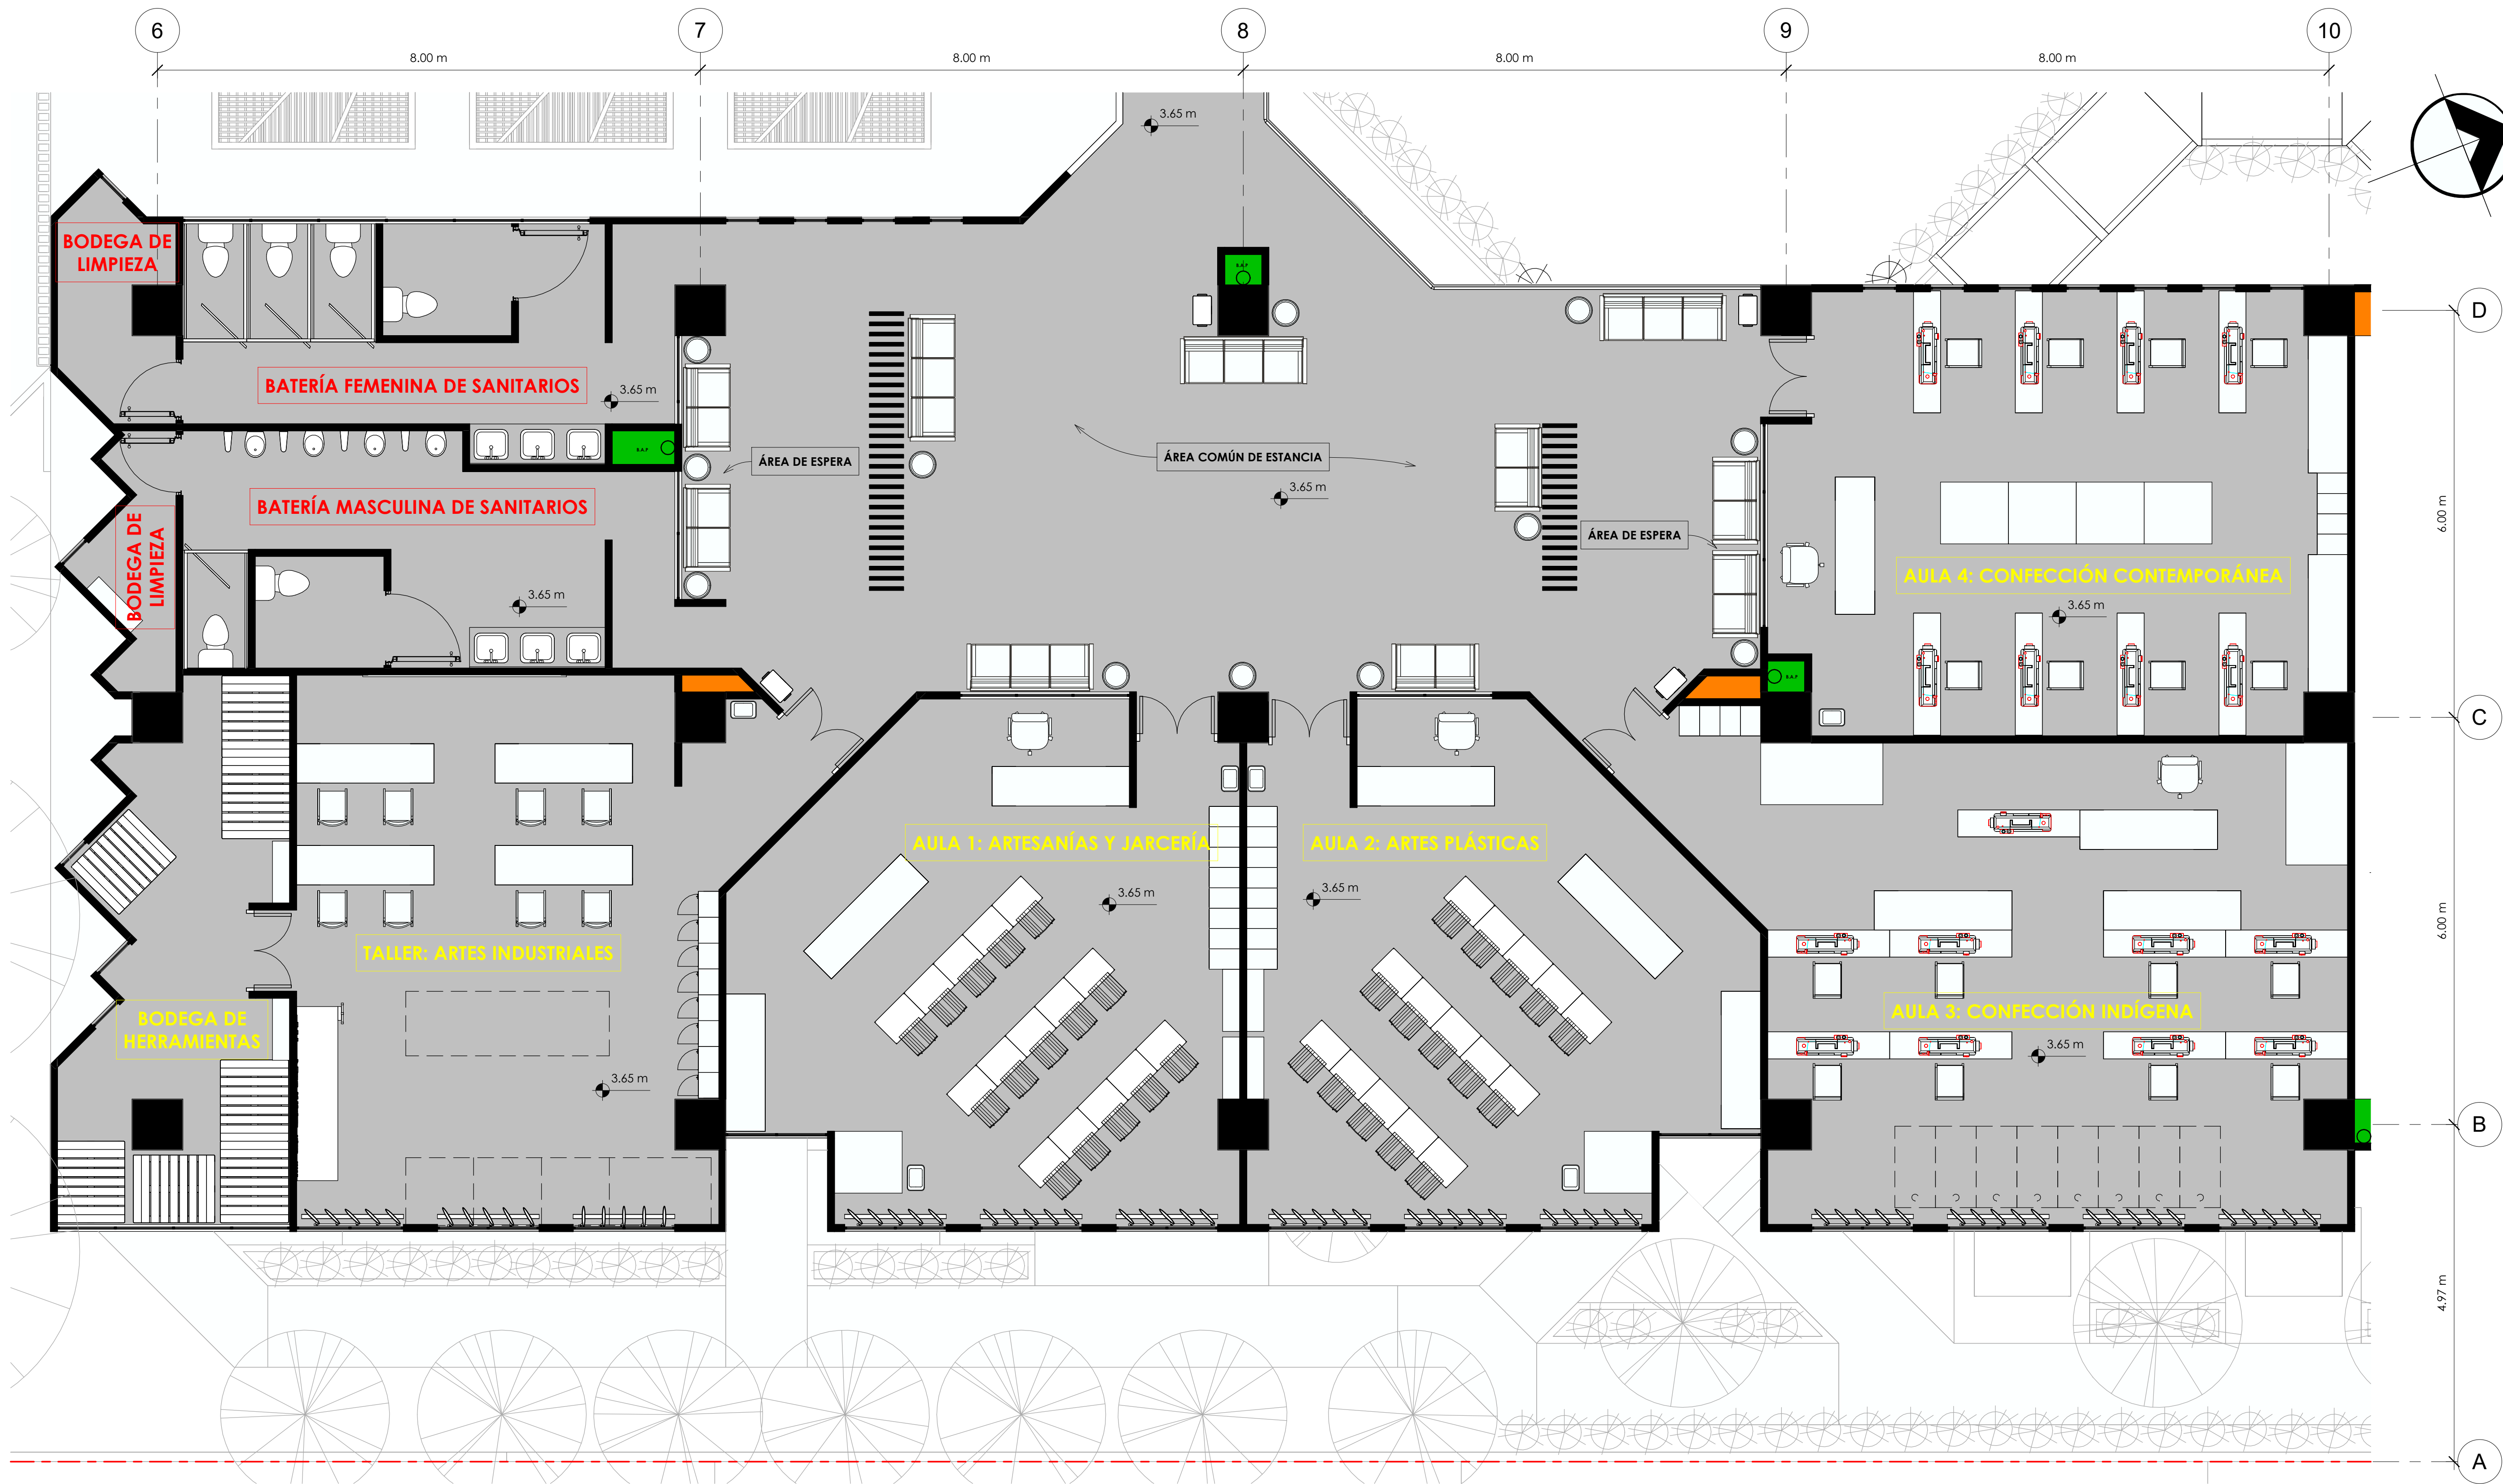 6
7
8
9
10
8.00 m
8.00 m
8.00 m
8.00 m
3.65 m
BODEGA DE
LIMPIEZA
B.A.P
D
BATERÍA FEMENINA DE SANITARIOS
3.65 m
B.A.P
ÁREA DE ESPERA
ÁREA COMÚN DE ESTANCIA
3.65 m
BATERÍA MASCULINA DE SANITARIOS
ÁREA DE ESPERA
6.00 m
BODEGA DE
LIMPIEZA
3.65 m
AULA 4: CONFECCIÓN CONTEMPORÁNEA
3.65 m
B.A.P
C
AULA 1: ARTESANÍAS Y JARCERÍA
AULA 2: ARTES PLÁSTICAS
3.65 m
3.65 m
6.00 m
TALLER: ARTES INDUSTRIALES
BODEGA DE
HERRAMIENTAS
AULA 3: CONFECCIÓN INDÍGENA
3.65 m
3.65 m
B
4.97 m
A